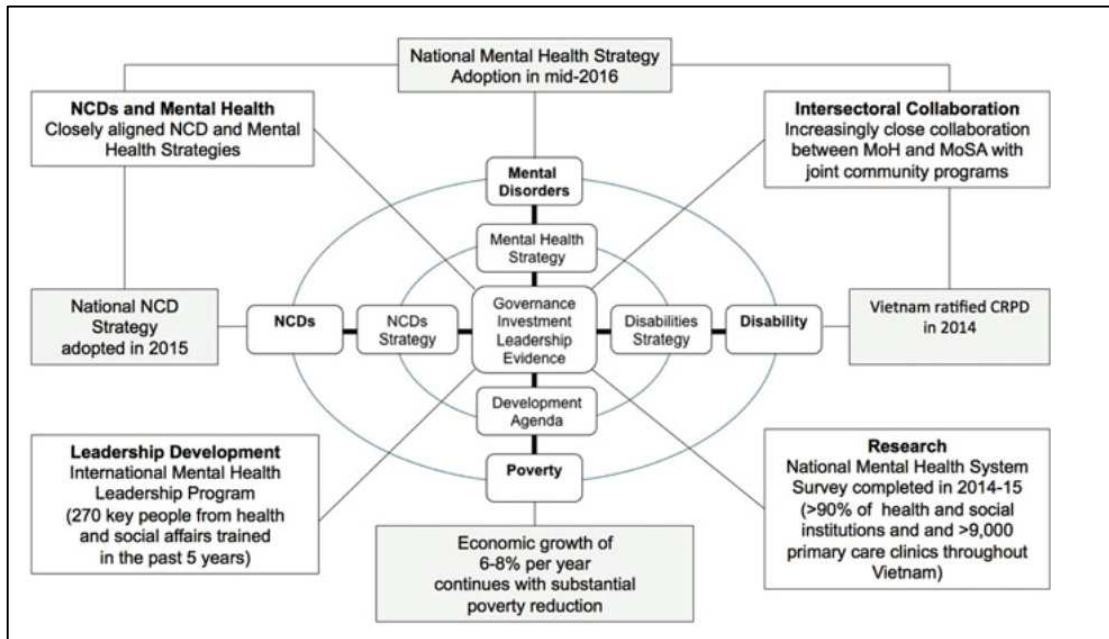 National Mental Health Strategy
Adoption in mid-2016
NCDs and Mental Health
Closely aligned NCD and Mental
Health Strategies
Intersectoral Collaboration
Increasingly close collaboration
between MoH and MoSA with
joint community programs
Mental
Disorders
Mental Health
Strategy
National NCD
Strategy
adopted in 2015
NCDs
NCDs
Strategy
Governance
Investment
Leadership
Evidence
Disabilities
Strategy
Disability
Vietnam ratified CRPD
in 2014
Development
Agenda
Poverty
Leadership Development
International Mental Health
Leadership Program
(270 key people from health
and social affairs trained
in the past 5 years)
Economic growth of
6-8% per year
continues with substantial
poverty reduction
Research
National Mental Health System
Survey completed in 2014-15
(>90% of health and social
institutions and and >9,000
primary care clinics throughout
Vietnam)